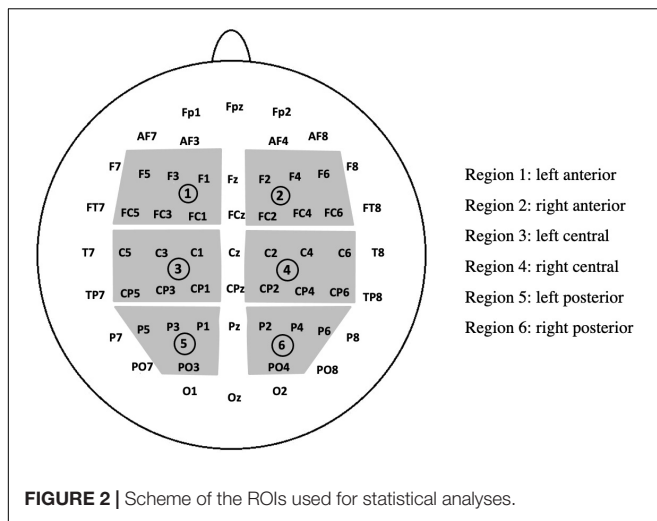 Fpz
Fp1 Fp2
AF7 AF3 AF4 AF8
F7 F5 F3 F1 Fz F2 F4 F6 F8
1 2
FT7 FC5 FC3 FC1 FCz FC2 FC4 FC6 FT8
T7 C5 C3 C1 Cz C2 C4 C6 T8
3 4
TP7 CP5 CP3 CP1 CPz CP2 CP4 CP6 TP8
P7 P5 P3 P1 Pz P2 P4 P6 P8
5 6
PO7 PO3 PO4 PO8
O1 Oz O2
Region 1: left anterior
Region 2: right anterior
Region 3: left central
Region 4: right central
Region 5: left posterior
Region 6: right posterior
FIGURE 2 | Scheme of the ROIs used for statistical analyses.